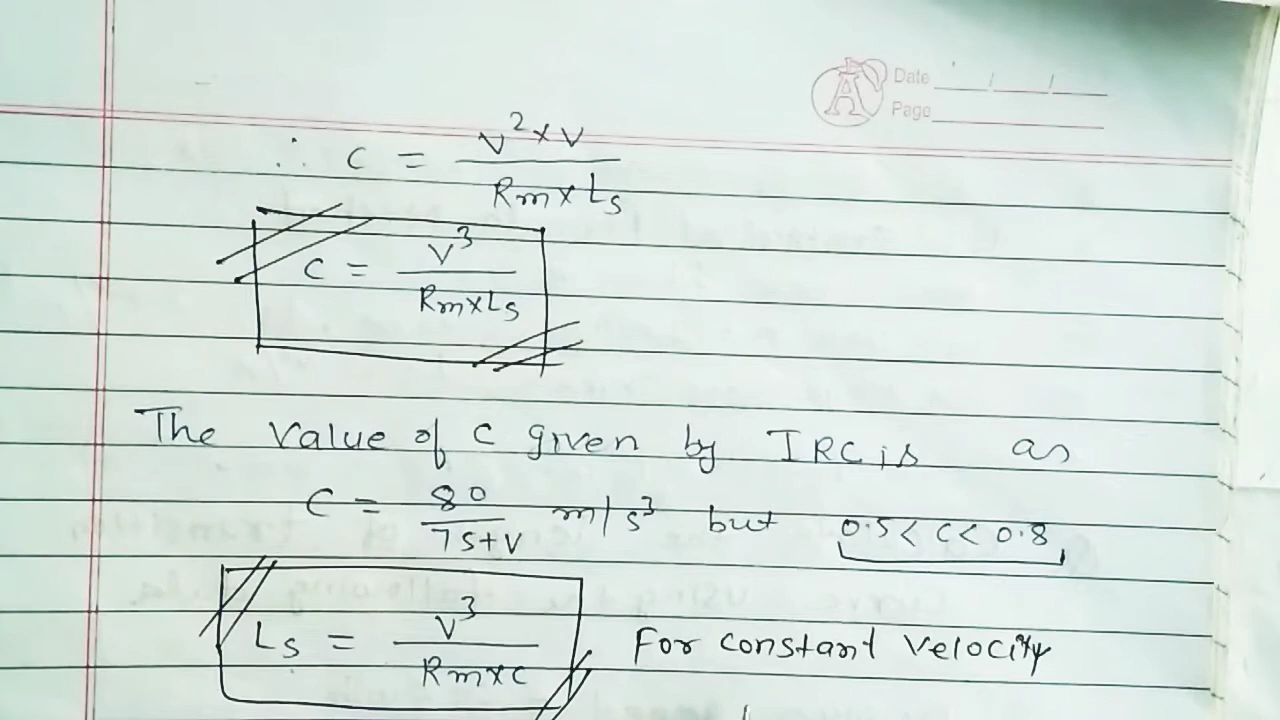 Date / / 
Page
∴ C = V² x V / Rm x Ls
C = V³ / Rm x Ls
The value of C given by IRC is as
C = 80 / 75+V m/s³ but 0.5 < C < 0.8
Ls = V³ / Rm x C For constant velocity